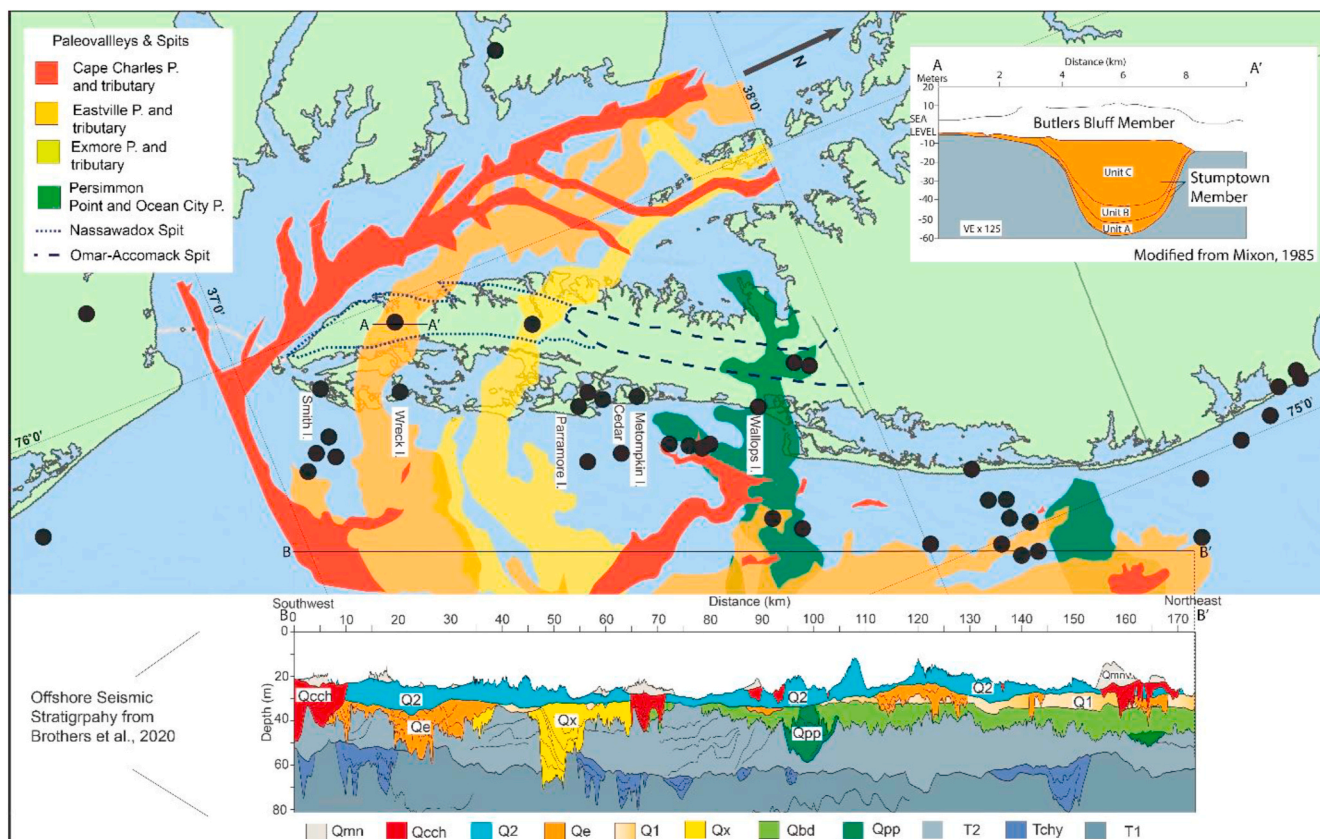 Paleovallleys & Spits
Cape Charles P.
and tributary
Eastville P. and
tributary
Exmore P. and
tributary
Persimmon
Point and Ocean City P.
Nassawadox Spit
Omar-Accomack Spit
N
38°0'
37°0'
76°0'
75°0'
A
A'
Smith I.
Wreck I.
Parramore I.
Cedar I.
Metompkin I.
Wallops I.
B
B'
A
A'
Distance (km)
Meters
0
2
4
6
8
20
10
SEA
LEVEL
-10
-20
-30
-40
-50
-60
Butlers Bluff Member
Unit C
Unit B
Unit A
Stumptown
Member
VE x 125
Modified from Mixon, 1985
Southwest
Distance (km)
Northeast
B
B'
0 10 20 30 40 50 60 70 80 90 100 110 120 130 140 150 160 170
0
20
40
60
80
Depth (m)
Offshore Seismic
Stratigrpahy from
Brothers et al., 2020
Qcch
Q2
Qe
Qx
Q2
Qpp
Q2
Q1
Qmn
Qmn Qcch Q2 Qe Q1 Qx Qbd Qpp T2 Tchy T1